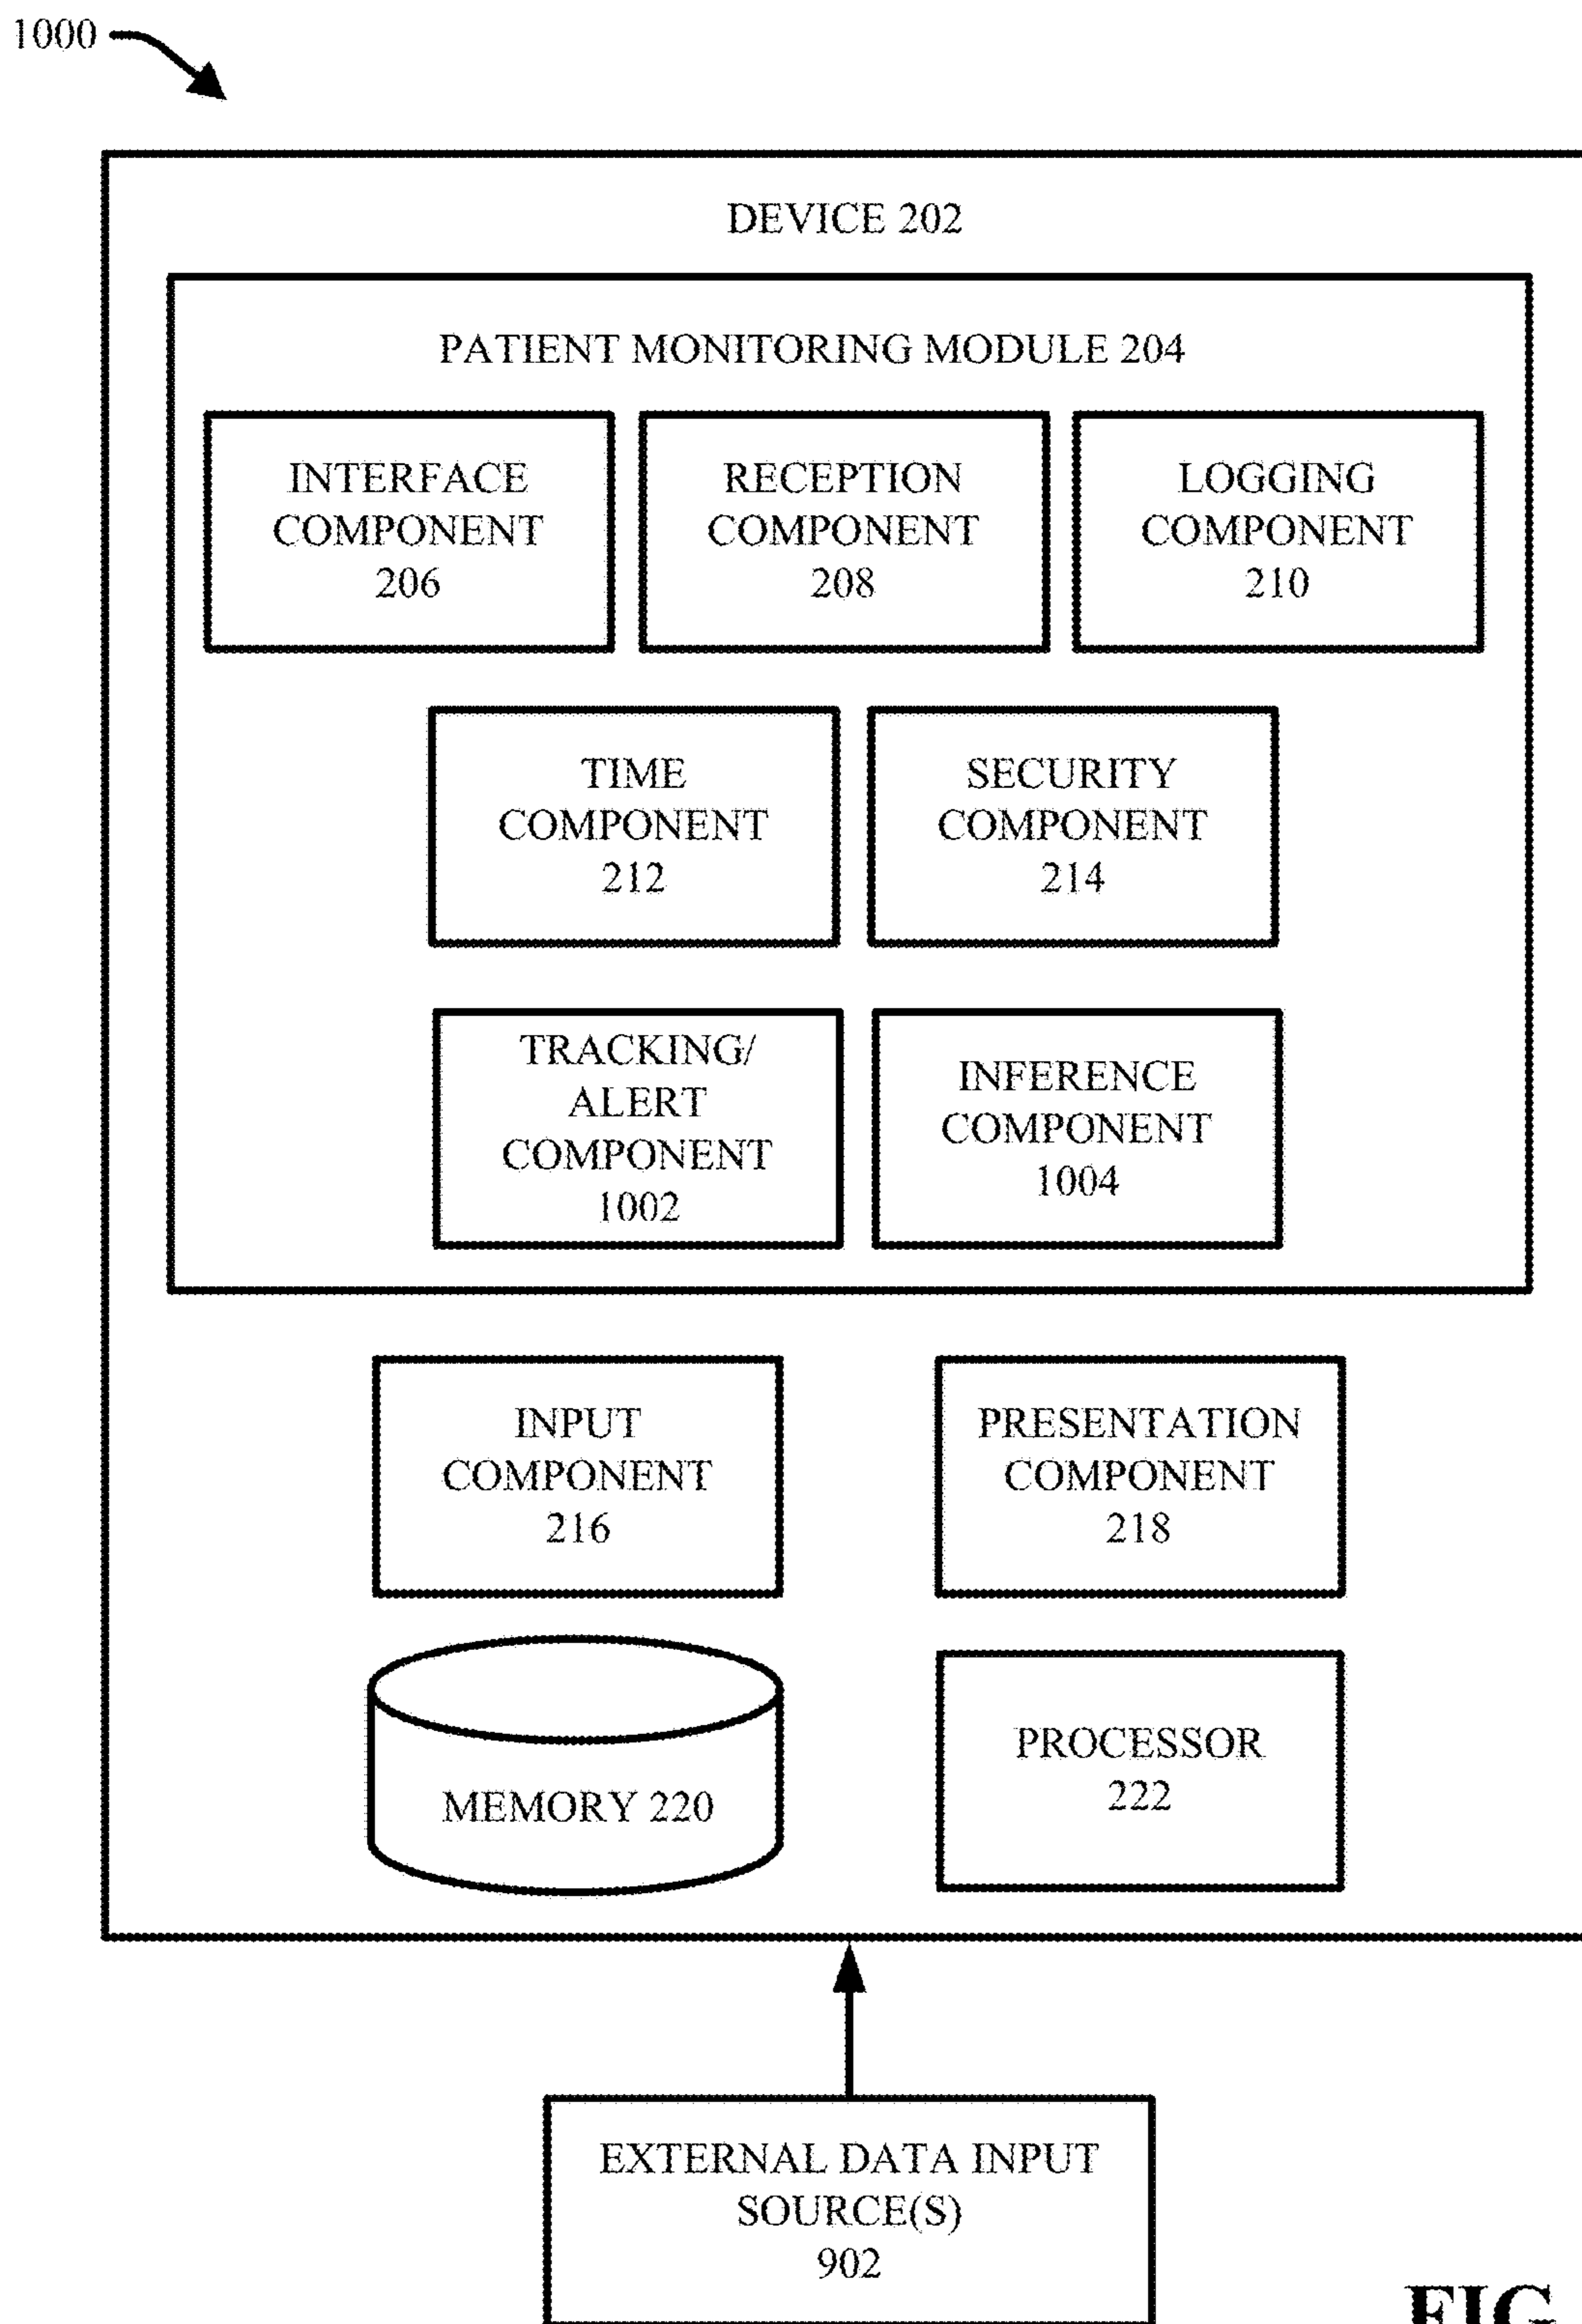 1000
DEVICE 202
PATIENT MONITORING MODULE 204
INTERFACE
COMPONENT
206
RECEPTION
COMPONENT
208
LOGGING
COMPONENT
210
TIME
COMPONENT
212
SECURITY
COMPONENT
214
TRACKING/
ALERT
COMPONENT
1002
INFERENCE
COMPONENT
1004
INPUT
COMPONENT
216
PRESENTATION
COMPONENT
218
MEMORY 220
PROCESSOR
222
EXTERNAL DATA INPUT
SOURCE(S)
902
FIG